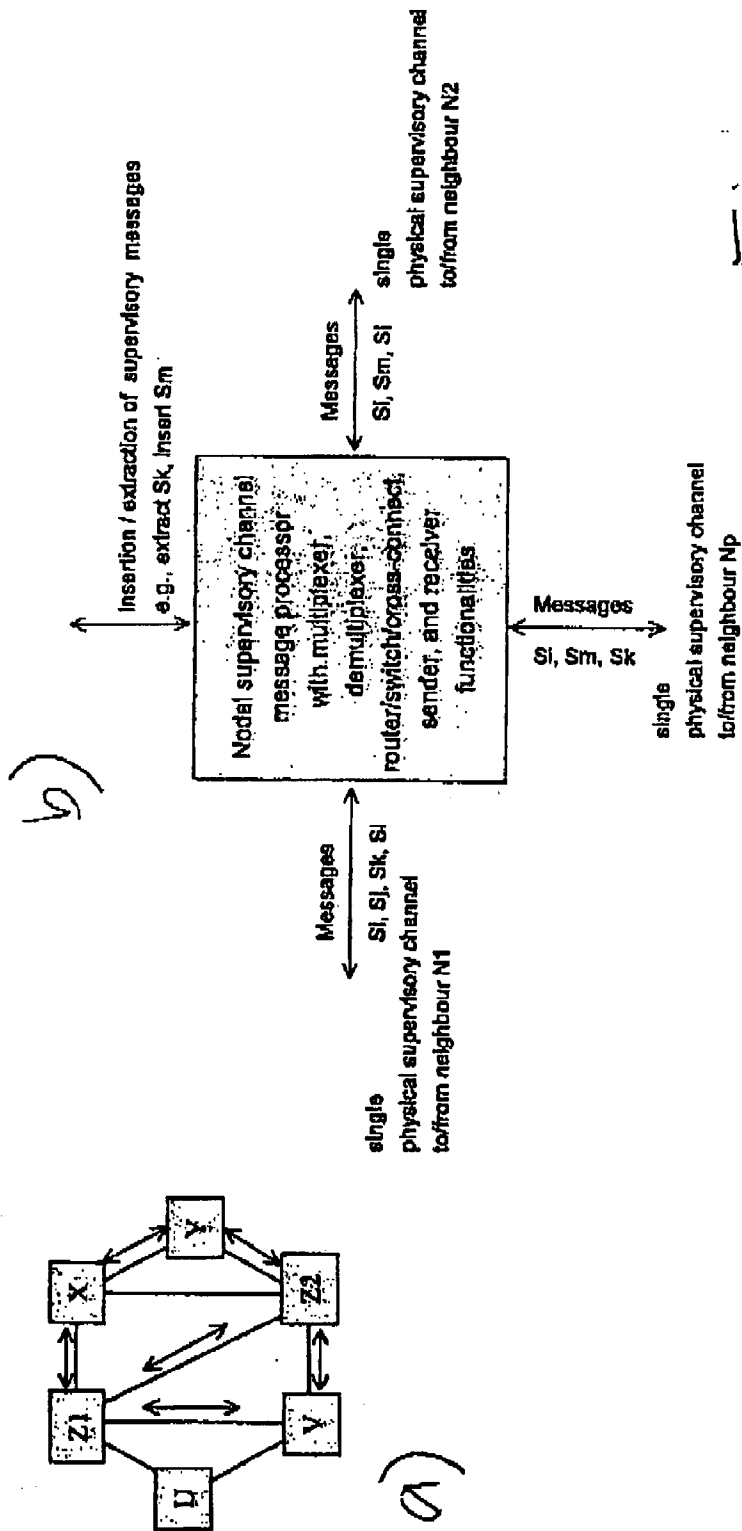 a)
Z1
X
U
Y
V
Z2
b)
Insertion / extraction of supervisory messages
e.g., extract Sk, insert Sm
Nodal supervisory channel
message processor
with multiplexer,
demultiplexer,
router/switch/cross-connect,
sender, and receiver
functionalities
Messages
Si, Sj, Sk, Sl
single
physical supervisory channel
to/from neighbour N1
Messages
Si, Sm, Sl
single
physical supervisory channel
to/from neighbour N2
Messages
Si, Sm, Sk
single
physical supervisory channel
to/from neighbour Np